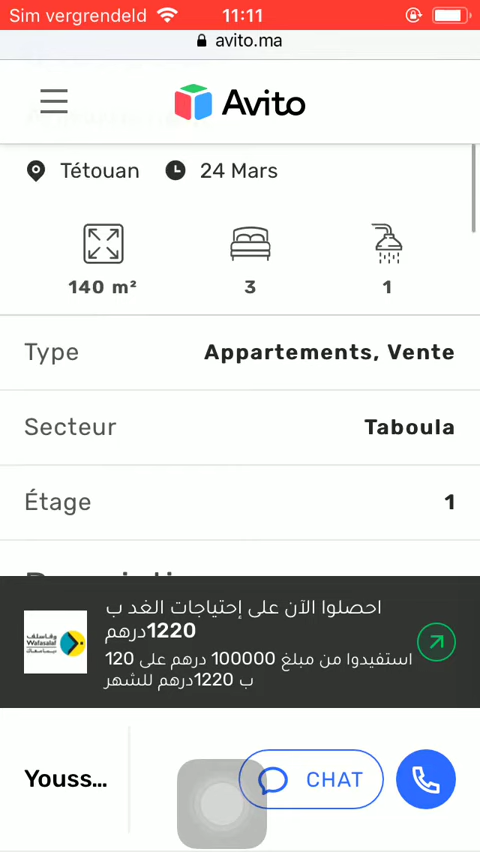 Sim vergrendeld
11:11
avito.ma
Avito
Tétouan
24 Mars
140 m²
3
1
Type
Appartements, Vente
Secteur
Taboula
Étage
1
احصلوا الآن على إحتياجات الغد ب
1220درهم
استفيدوا من مبلغ 100000 درهم على 120
ب 1220درهم للشهر
وفاسلف
Wafasalaf
Youss...
CHAT